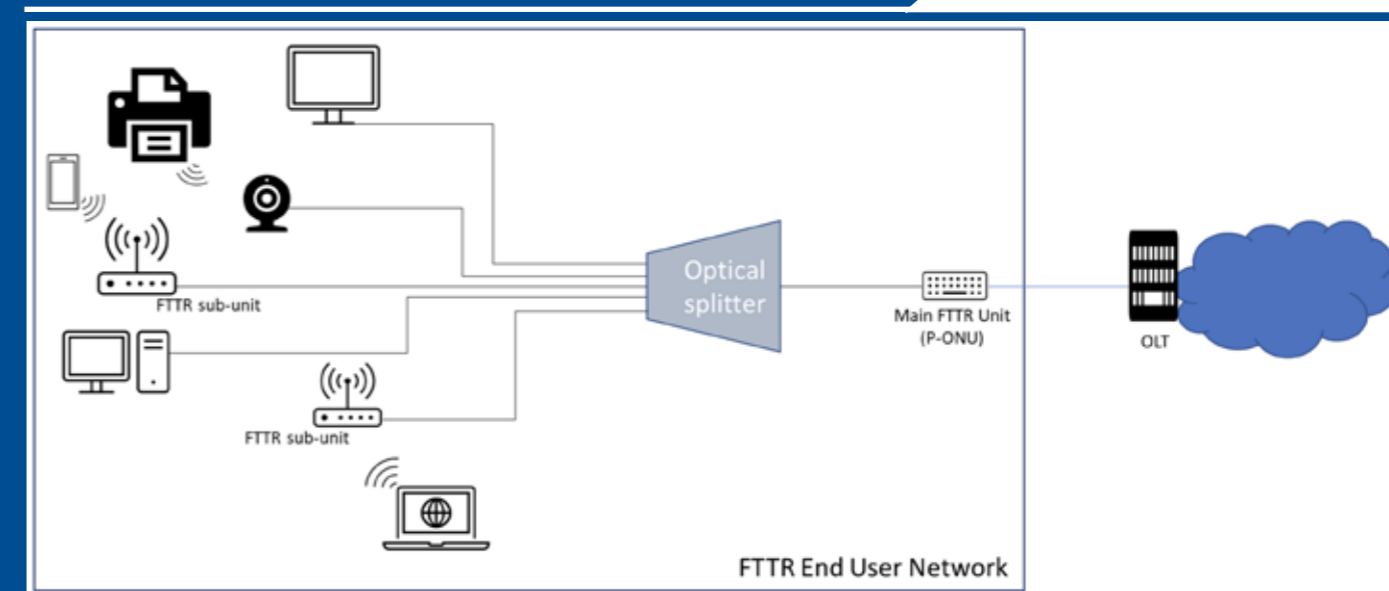 Optical
splitter
FTTR sub-unit
Main FTTR Unit
(P-ONU)
OLT
FTTR sub-unit
FTTR End User Network